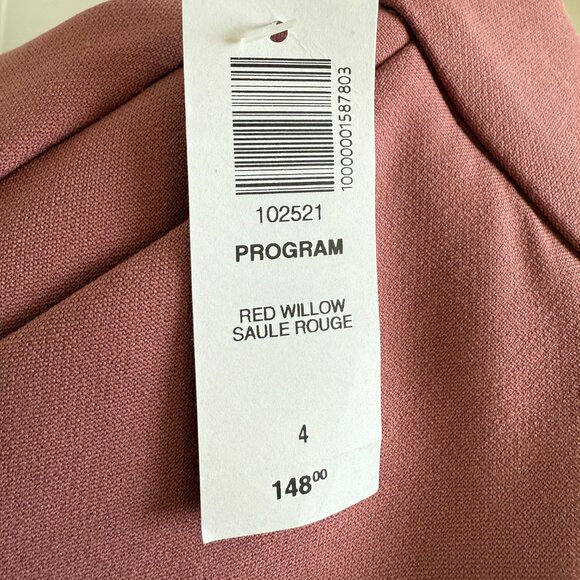 10000001587803
102521
PROGRAM
RED WILLOW
SAULE ROUGE
4
148⁰⁰